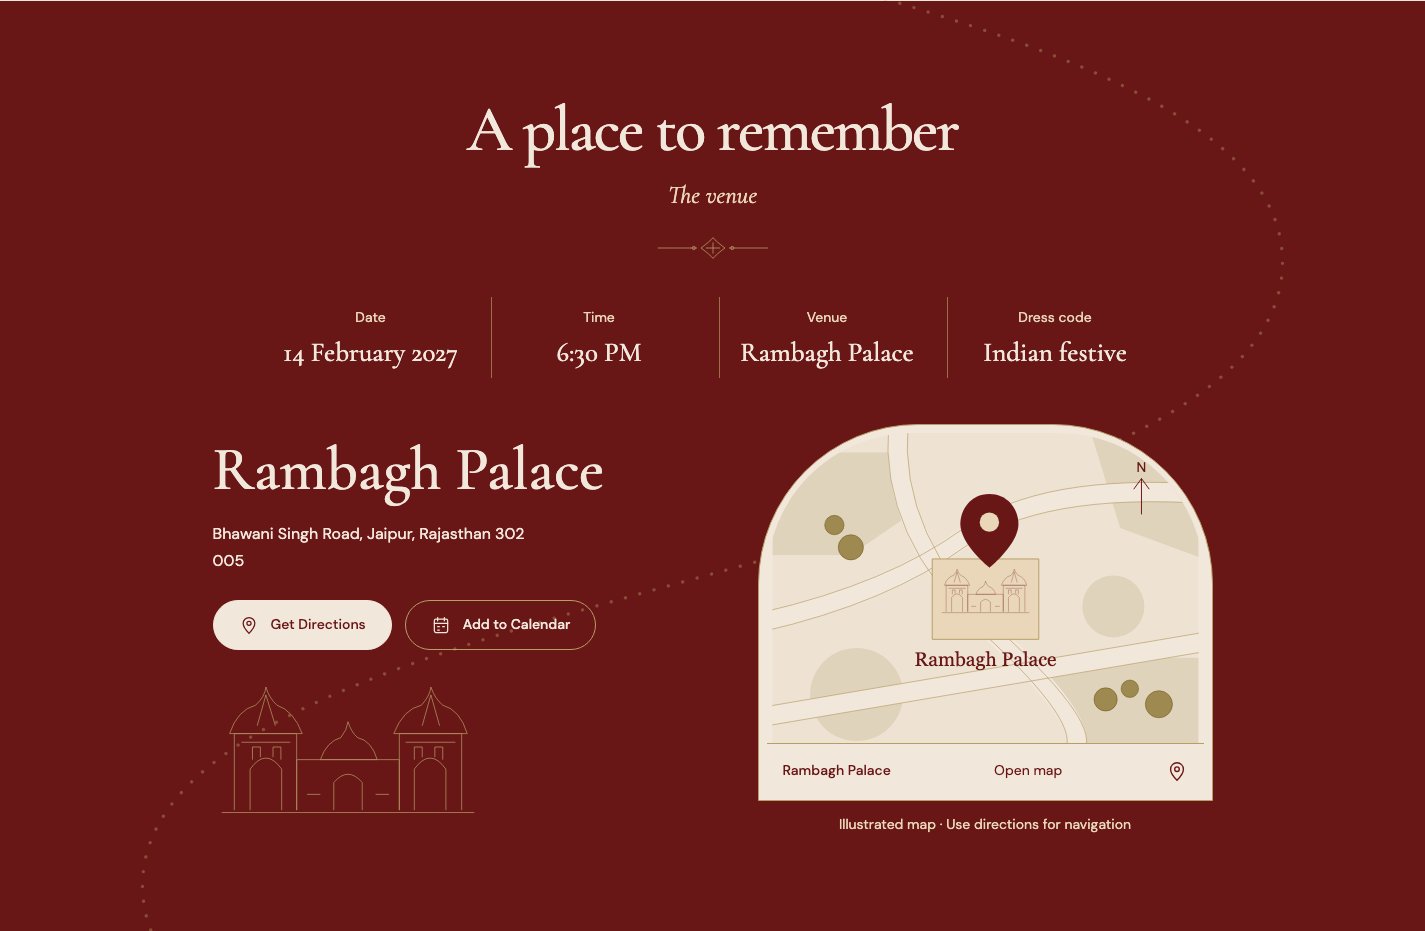 A place to remember
The venue
Date
14 February 2027
Time
6:30 PM
Venue
Rambagh Palace
Dress code
Indian festive
Rambagh Palace
Bhawani Singh Road, Jaipur, Rajasthan 302
005
Get Directions
Add to Calendar
N
Rambagh Palace
Rambagh Palace
Open map
Illustrated map · Use directions for navigation